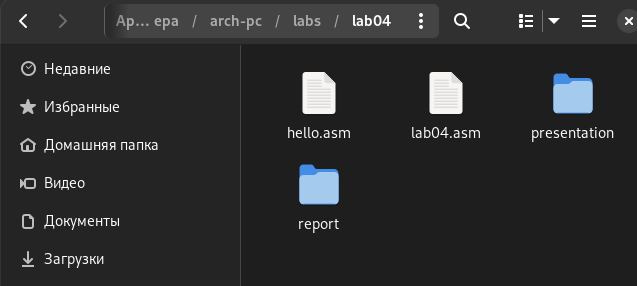 Ар... ера / arch-pc / labs / lab04
Недавние
Избранные
Домашняя папка
Видео
Документы
Загрузки
hello.asm
lab04.asm
presentation
report